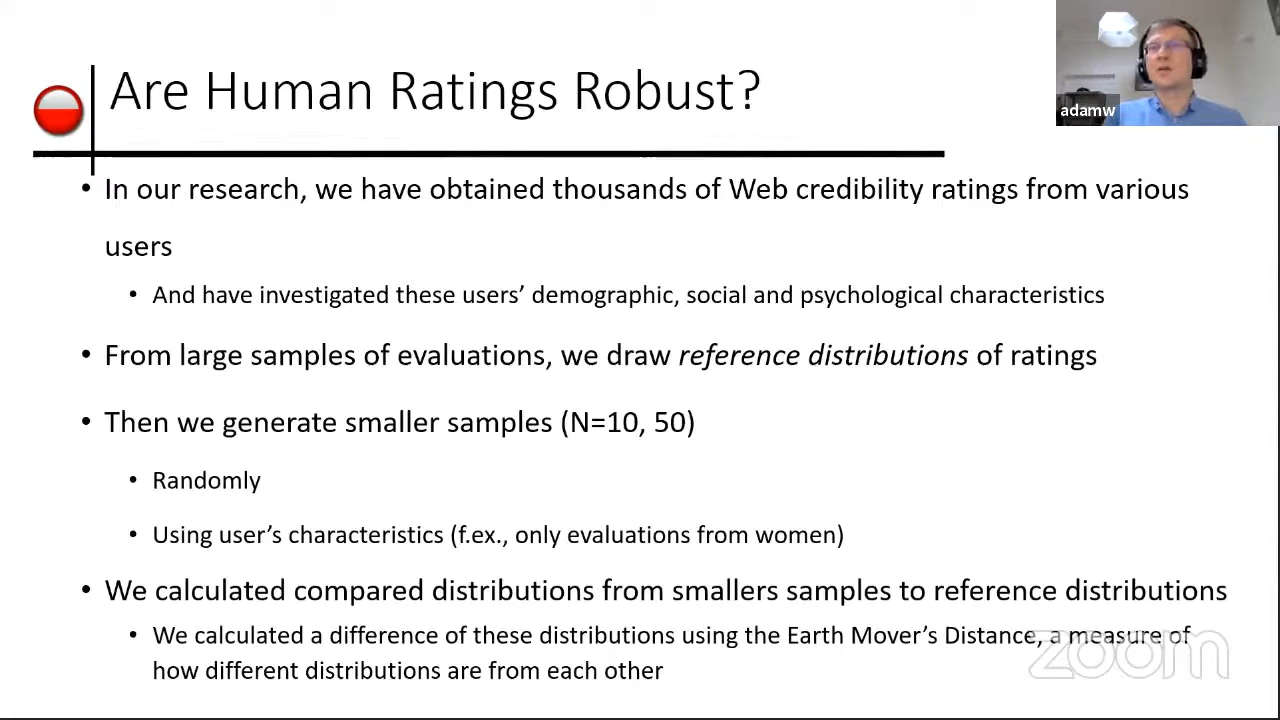 Are Human Ratings Robust?
adamw
• In our research, we have obtained thousands of Web credibility ratings from various
users
• And have investigated these users’ demographic, social and psychological characteristics
• From large samples of evaluations, we draw reference distributions of ratings
• Then we generate smaller samples (N=10, 50)
• Randomly
• Using user’s characteristics (f.ex., only evaluations from women)
• We calculated compared distributions from smallers samples to reference distributions
• We calculated a difference of these distributions using the Earth Mover’s Distance, a measure of
how different distributions are from each other
zoom